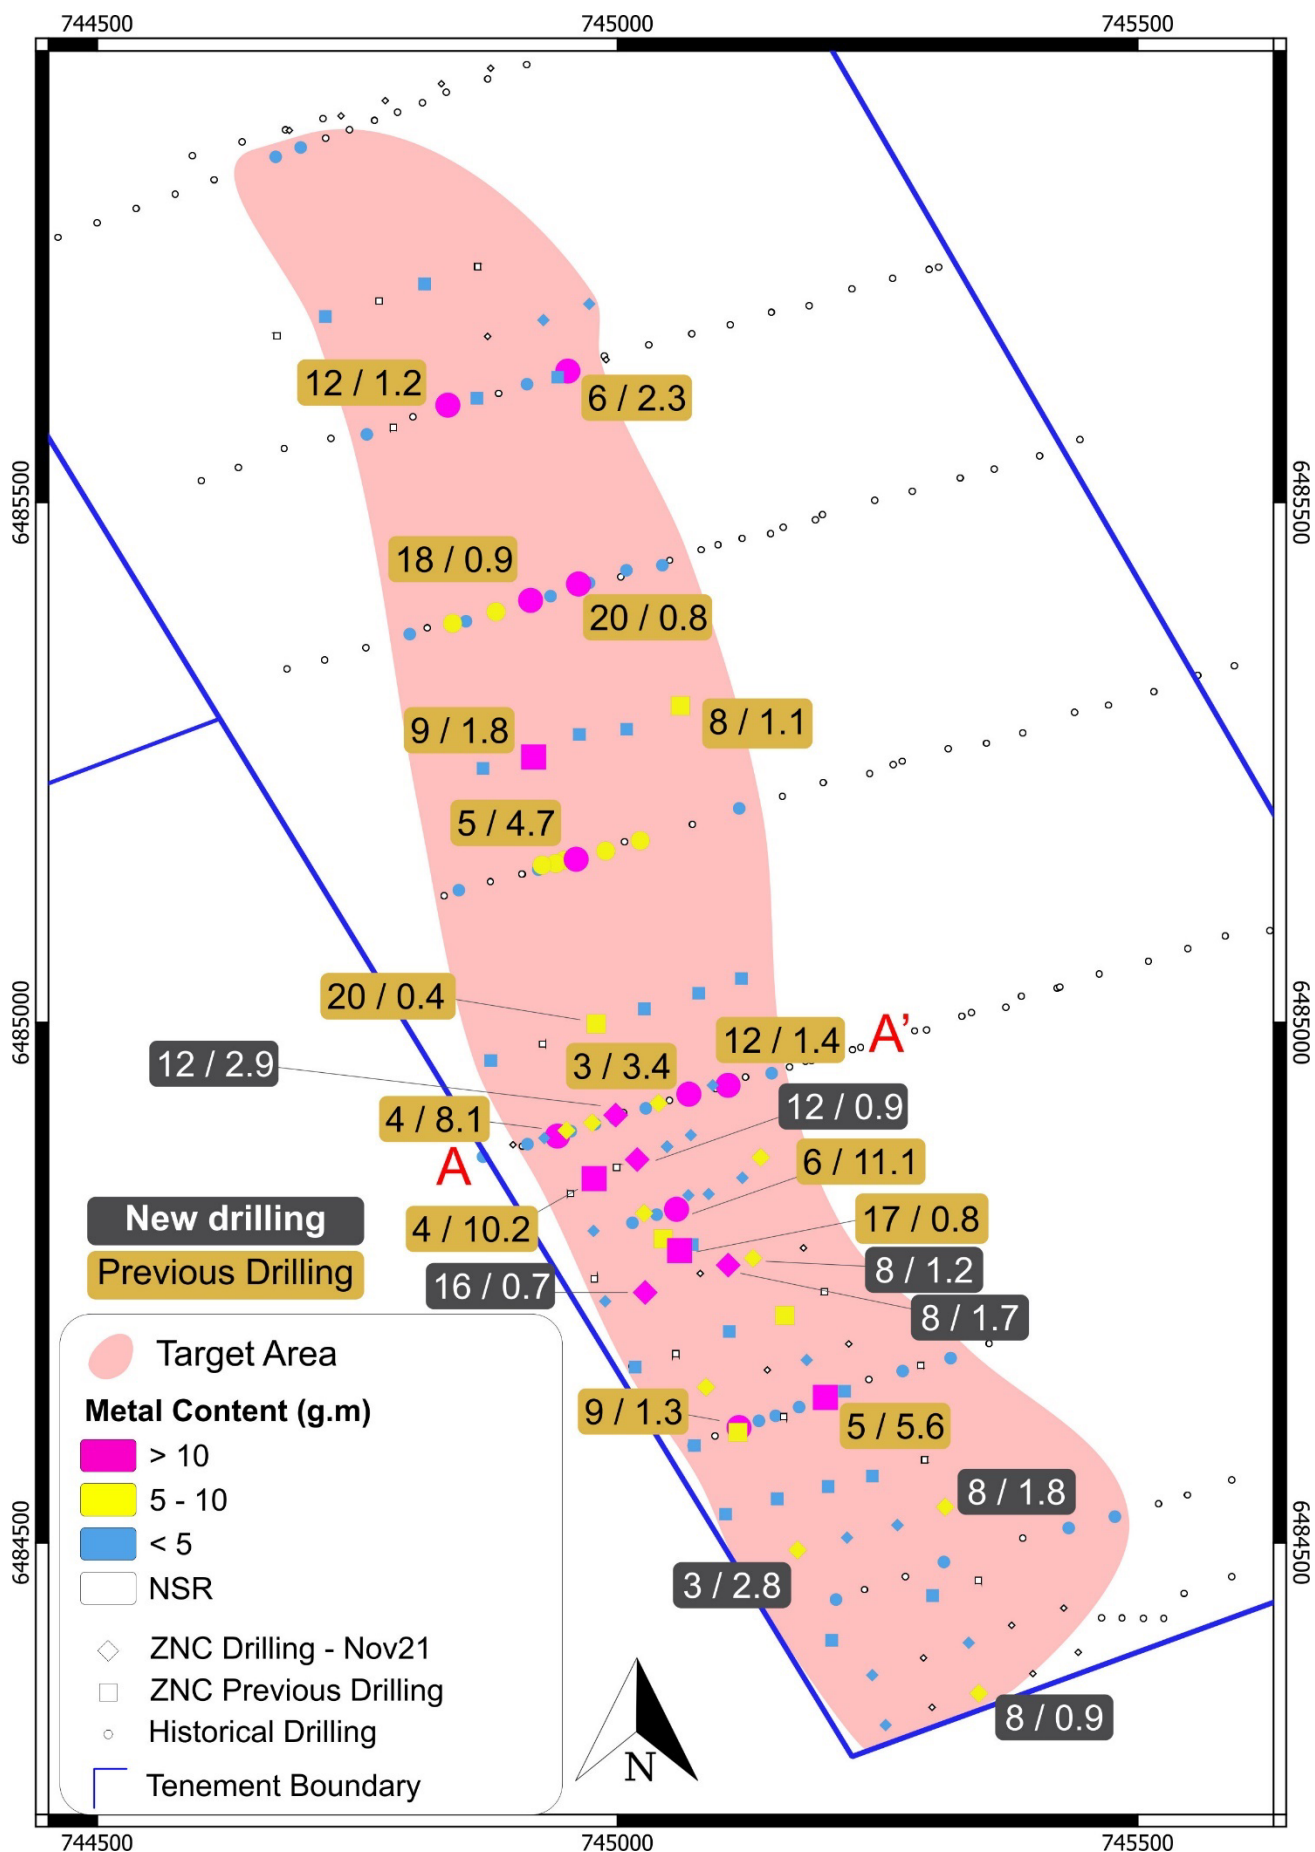 744500
745000
745500
12 / 1.2
6 / 2.3
6485500
6485500
18 / 0.9
20 / 0.8
9 / 1.8
8 / 1.1
5 / 4.7
20 / 0.4
6485000
6485000
12 / 2.9
3 / 3.4
12 / 1.4
A'
4 / 8.1
12 / 0.9
A
6 / 11.1
4 / 10.2
17 / 0.8
New drilling
Previous Drilling
16 / 0.7
8 / 1.2
8 / 1.7
9 / 1.3
5 / 5.6
8 / 1.8
6484500
6484500
3 / 2.8
8 / 0.9
Target Area
Metal Content (g.m)
> 10
5 - 10
< 5
NSR
ZNC Drilling - Nov21
ZNC Previous Drilling
Historical Drilling
Tenement Boundary
N
744500
745000
745500